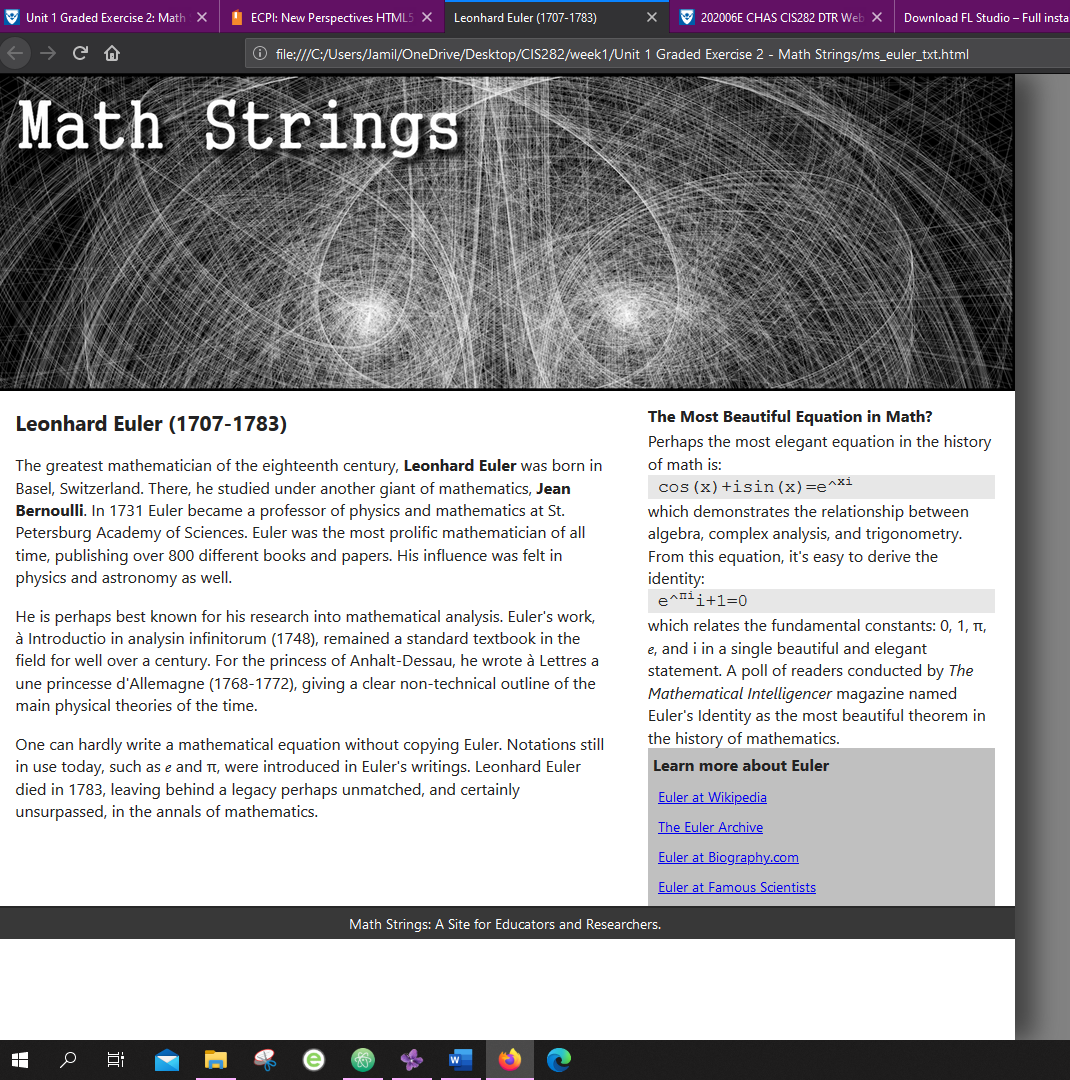 Unit 1 Graded Exercise 2: Math
ECPI: New Perspectives HTML5
Leonhard Euler (1707-1783)
202006E CHAS CIS282 DTR Web
Download FL Studio – Full insta
file:///C:/Users/Jamil/OneDrive/Desktop/CIS282/week1/Unit 1 Graded Exercise 2 - Math Strings/ms_euler_txt.html
Math Strings
Leonhard Euler (1707-1783)
The greatest mathematician of the eighteenth century, Leonhard Euler was born in
Basel, Switzerland. There, he studied under another giant of mathematics, Jean
Bernoulli. In 1731 Euler became a professor of physics and mathematics at St.
Petersburg Academy of Sciences. Euler was the most prolific mathematician of all
time, publishing over 800 different books and papers. His influence was felt in
physics and astronomy as well.
He is perhaps best known for his research into mathematical analysis. Euler's work,
à Introductio in analysin infinitorum (1748), remained a standard textbook in the
field for well over a century. For the princess of Anhalt-Dessau, he wrote à Lettres a
une princesse d'Allemagne (1768-1772), giving a clear non-technical outline of the
main physical theories of the time.
One can hardly write a mathematical equation without copying Euler. Notations still
in use today, such as e and π, were introduced in Euler's writings. Leonhard Euler
died in 1783, leaving behind a legacy perhaps unmatched, and certainly
unsurpassed, in the annals of mathematics.
The Most Beautiful Equation in Math?
Perhaps the most elegant equation in the history
of math is:
cos(x)+isin(x)=e^xi
which demonstrates the relationship between
algebra, complex analysis, and trigonometry.
From this equation, it's easy to derive the
identity:
e^πii+1=0
which relates the fundamental constants: 0, 1, π,
e, and i in a single beautiful and elegant
statement. A poll of readers conducted by The
Mathematical Intelligencer magazine named
Euler's Identity as the most beautiful theorem in
the history of mathematics.
Learn more about Euler
Euler at Wikipedia
The Euler Archive
Euler at Biography.com
Euler at Famous Scientists
Math Strings: A Site for Educators and Researchers.